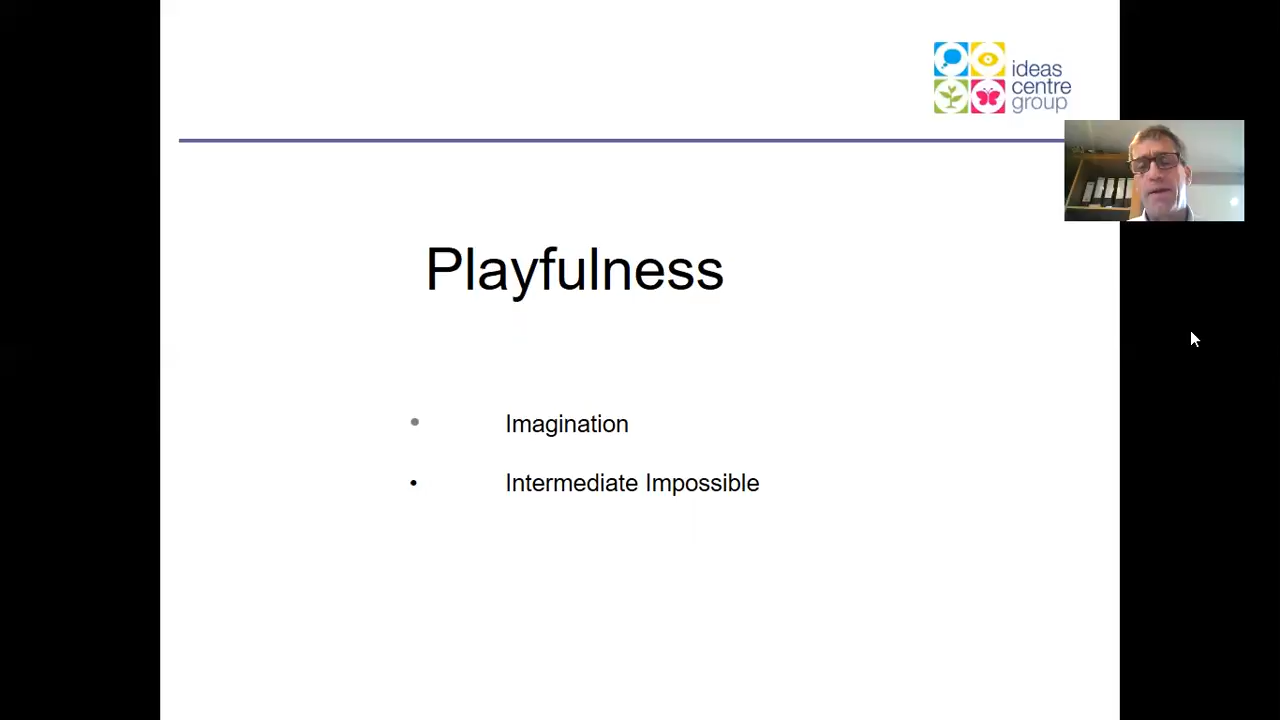 ideas
centre
group
Playfulness
Imagination
Intermediate Impossible